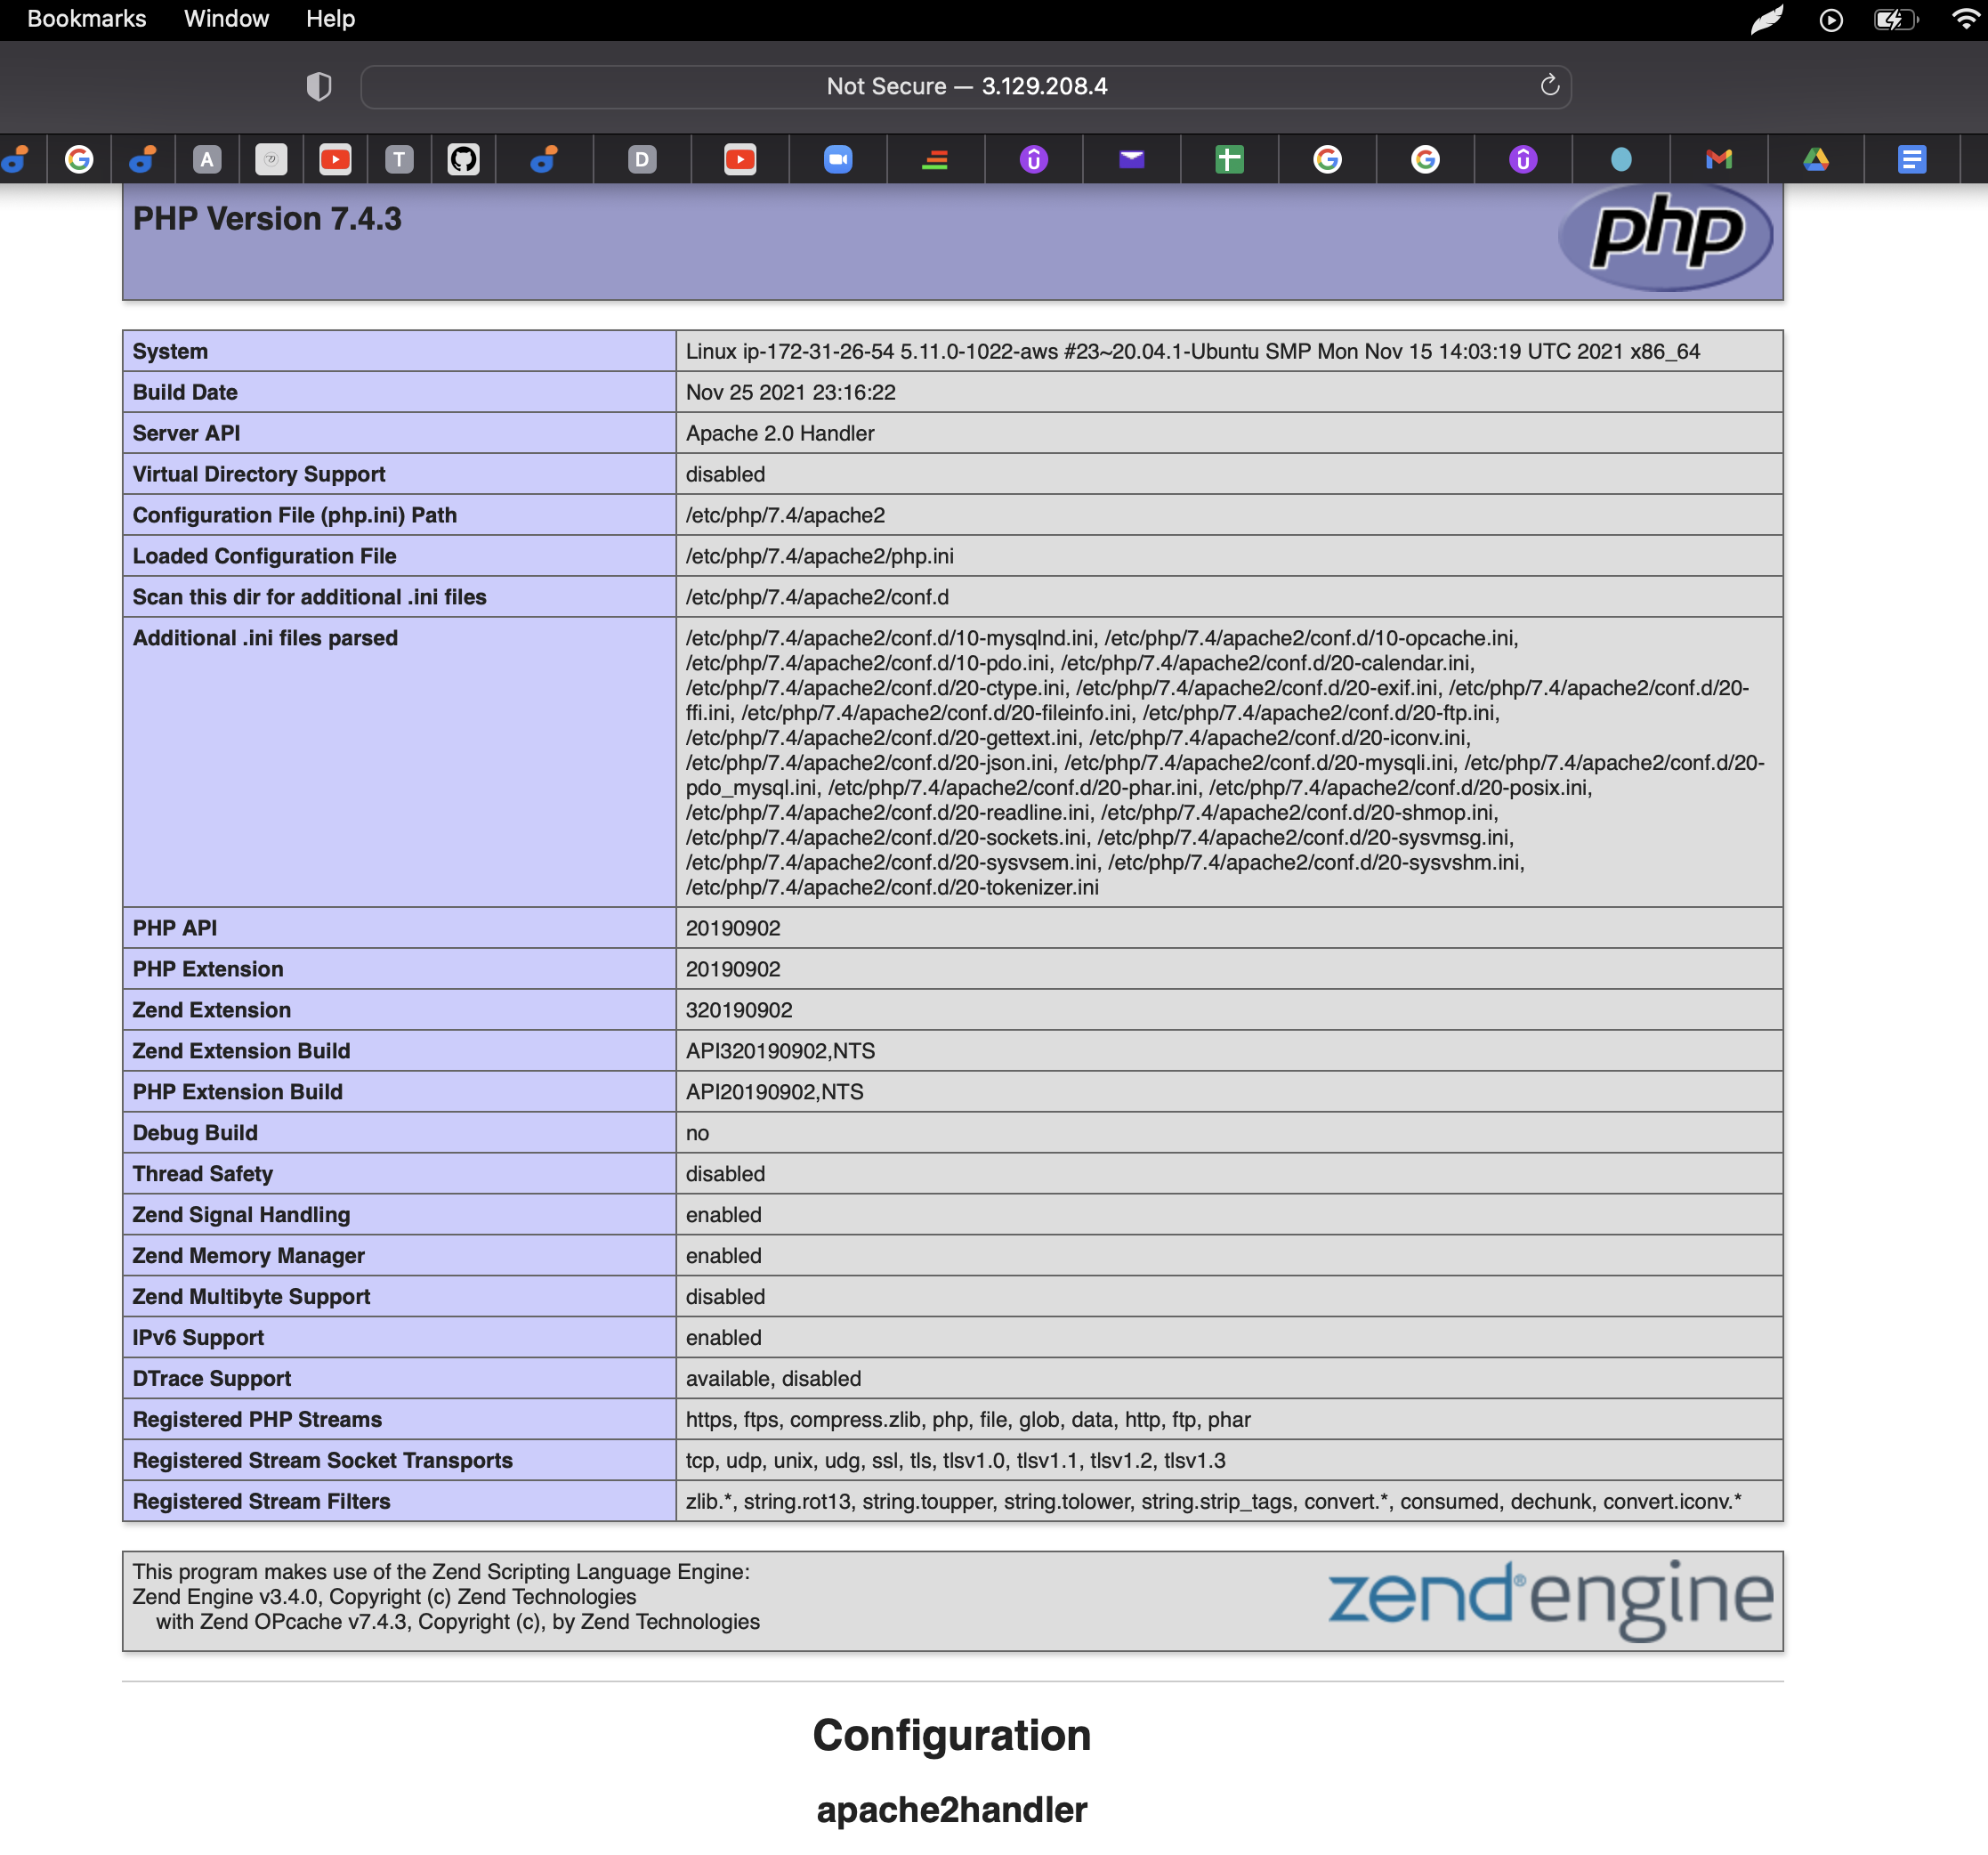 Bookmarks Window Help
Not Secure — 3.129.208.4
A T D
PHP Version 7.4.3
php
System Linux ip-172-31-26-54 5.11.0-1022-aws #23~20.04.1-Ubuntu SMP Mon Nov 15 14:03:19 UTC 2021 x86_64
Build Date Nov 25 2021 23:16:22
Server API Apache 2.0 Handler
Virtual Directory Support disabled
Configuration File (php.ini) Path /etc/php/7.4/apache2
Loaded Configuration File /etc/php/7.4/apache2/php.ini
Scan this dir for additional .ini files /etc/php/7.4/apache2/conf.d
Additional .ini files parsed /etc/php/7.4/apache2/conf.d/10-mysqlnd.ini, /etc/php/7.4/apache2/conf.d/10-opcache.ini,
/etc/php/7.4/apache2/conf.d/10-pdo.ini, /etc/php/7.4/apache2/conf.d/20-calendar.ini,
/etc/php/7.4/apache2/conf.d/20-ctype.ini, /etc/php/7.4/apache2/conf.d/20-exif.ini, /etc/php/7.4/apache2/conf.d/20-
ffi.ini, /etc/php/7.4/apache2/conf.d/20-fileinfo.ini, /etc/php/7.4/apache2/conf.d/20-ftp.ini,
/etc/php/7.4/apache2/conf.d/20-gettext.ini, /etc/php/7.4/apache2/conf.d/20-iconv.ini,
/etc/php/7.4/apache2/conf.d/20-json.ini, /etc/php/7.4/apache2/conf.d/20-mysqli.ini, /etc/php/7.4/apache2/conf.d/20-
pdo_mysql.ini, /etc/php/7.4/apache2/conf.d/20-phar.ini, /etc/php/7.4/apache2/conf.d/20-posix.ini,
/etc/php/7.4/apache2/conf.d/20-readline.ini, /etc/php/7.4/apache2/conf.d/20-shmop.ini,
/etc/php/7.4/apache2/conf.d/20-sockets.ini, /etc/php/7.4/apache2/conf.d/20-sysvmsg.ini,
/etc/php/7.4/apache2/conf.d/20-sysvsem.ini, /etc/php/7.4/apache2/conf.d/20-sysvshm.ini,
/etc/php/7.4/apache2/conf.d/20-tokenizer.ini
PHP API 20190902
PHP Extension 20190902
Zend Extension 320190902
Zend Extension Build API320190902,NTS
PHP Extension Build API20190902,NTS
Debug Build no
Thread Safety disabled
Zend Signal Handling enabled
Zend Memory Manager enabled
Zend Multibyte Support disabled
IPv6 Support enabled
DTrace Support available, disabled
Registered PHP Streams https, ftps, compress.zlib, php, file, glob, data, http, ftp, phar
Registered Stream Socket Transports tcp, udp, unix, udg, ssl, tls, tlsv1.0, tlsv1.1, tlsv1.2, tlsv1.3
Registered Stream Filters zlib.*, string.rot13, string.toupper, string.tolower, string.strip_tags, convert.*, consumed, dechunk, convert.iconv.*
This program makes use of the Zend Scripting Language Engine:
Zend Engine v3.4.0, Copyright (c) Zend Technologies
with Zend OPcache v7.4.3, Copyright (c), by Zend Technologies
zend® engine
Configuration
apache2handler